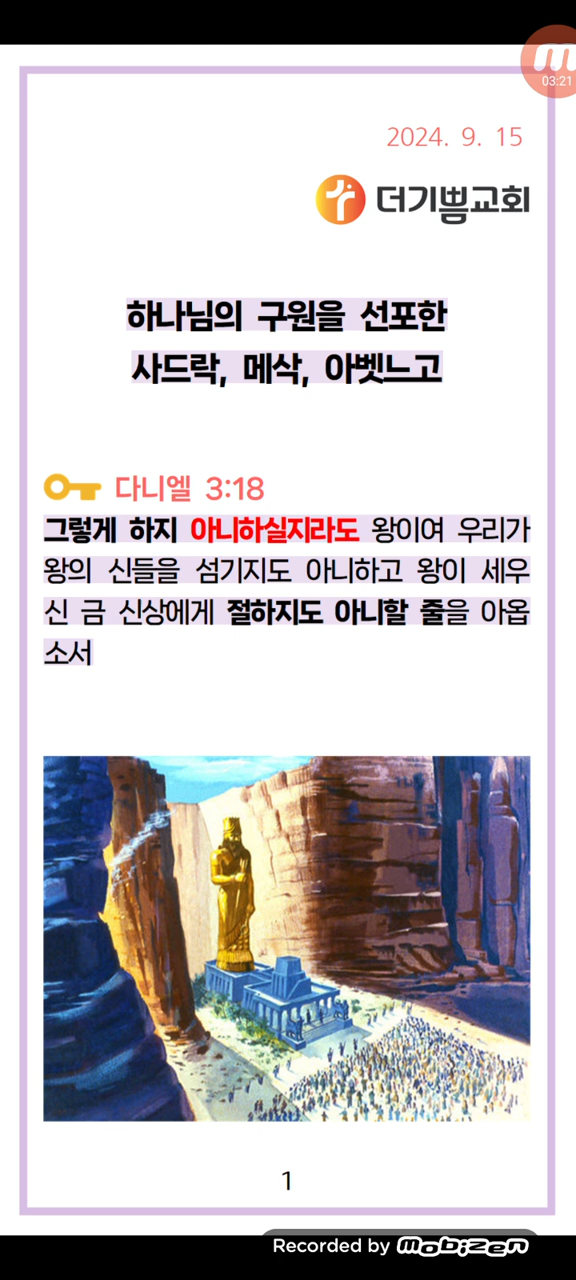 03:21
2024. 9. 15
더기쁨교회
하나님의 구원을 선포한
사드락, 메삭, 아벳느고
다니엘 3:18
그렇게 하지 아니하실지라도 왕이여 우리가
왕의 신들을 섬기지도 아니하고 왕이 세우
신 금 신상에게 절하지도 아니할 줄을 아옵
소서
1
Recorded by mobizen